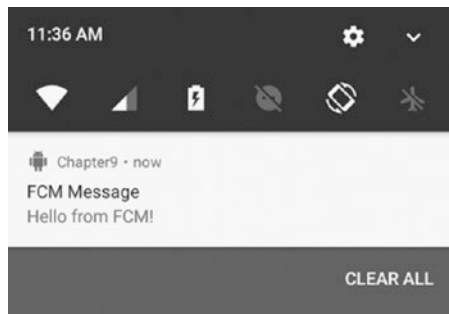 11:36 AM
Chapter9 • now
FCM Message
Hello from FCM!
CLEAR ALL